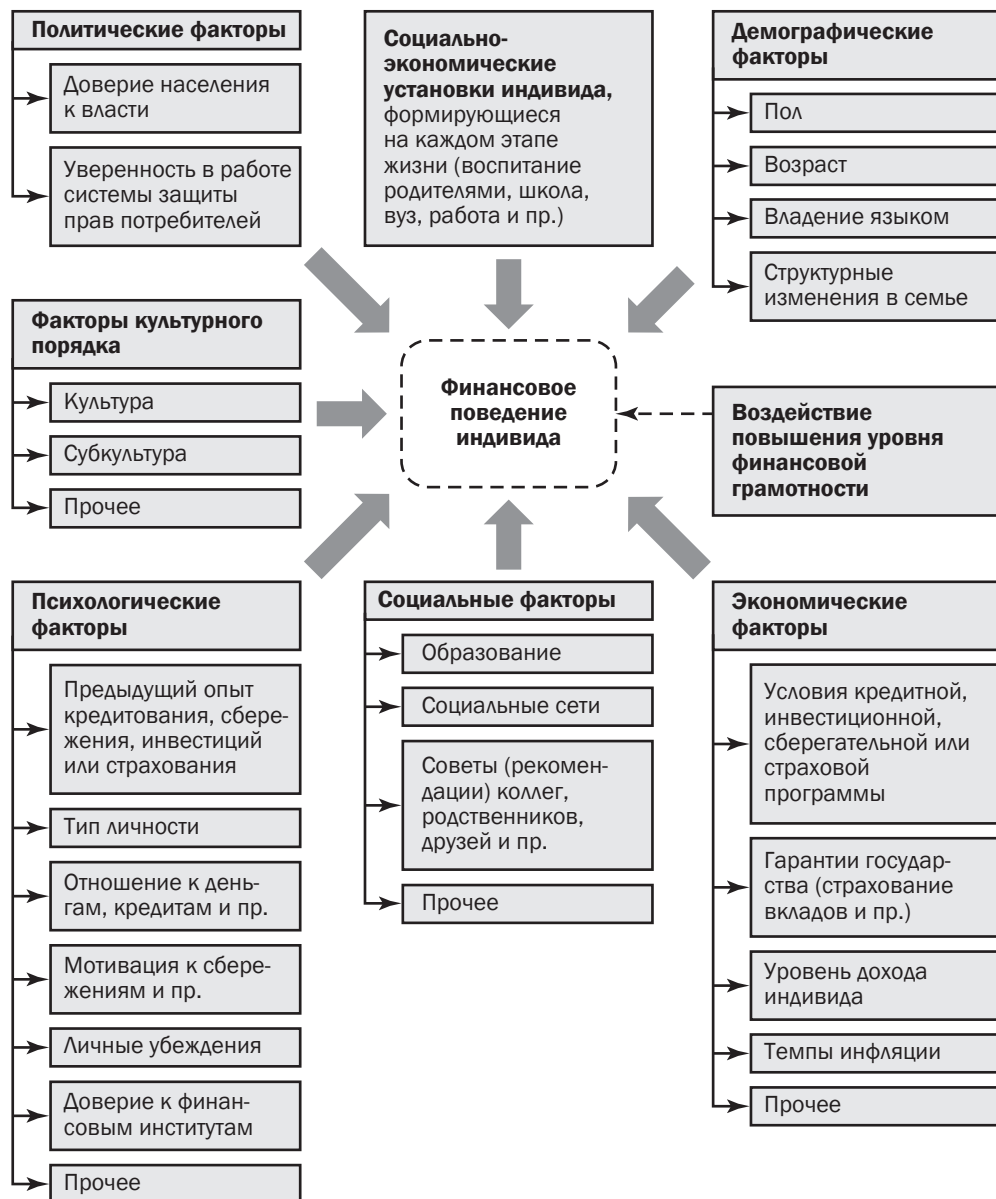 Политические факторы
Доверие населения
к власти
Уверенность в работе
системы защиты
прав потребителей
Социально-
экономические
установки индивида,
формирующиеся
на каждом этапе
жизни (воспитание
родителями, школа,
вуз, работа и пр.)
Демографические
факторы
Пол
Возраст
Владение языком
Структурные
изменения в семье
Факторы культурного
порядка
Культура
Субкультура
Прочее
Финансовое
поведение
индивида
Воздействие
повышения уровня
финансовой
грамотности
Психологические
факторы
Предыдущий опыт
кредитования, сбере-
жения, инвестиций
или страхования
Тип личности
Отношение к день-
гам, кредитам и пр.
Мотивация к сбере-
жениям и пр.
Личные убеждения
Доверие к финан-
совым институтам
Прочее
Социальные факторы
Образование
Социальные сети
Советы (рекомен-
дации) коллег,
родственников,
друзей и пр.
Прочее
Экономические
факторы
Условия кредитной,
инвестиционной,
сберегательной или
страховой
программы
Гарантии государ-
ства (страхование
вкладов и пр.)
Уровень дохода
индивида
Темпы инфляции
Прочее